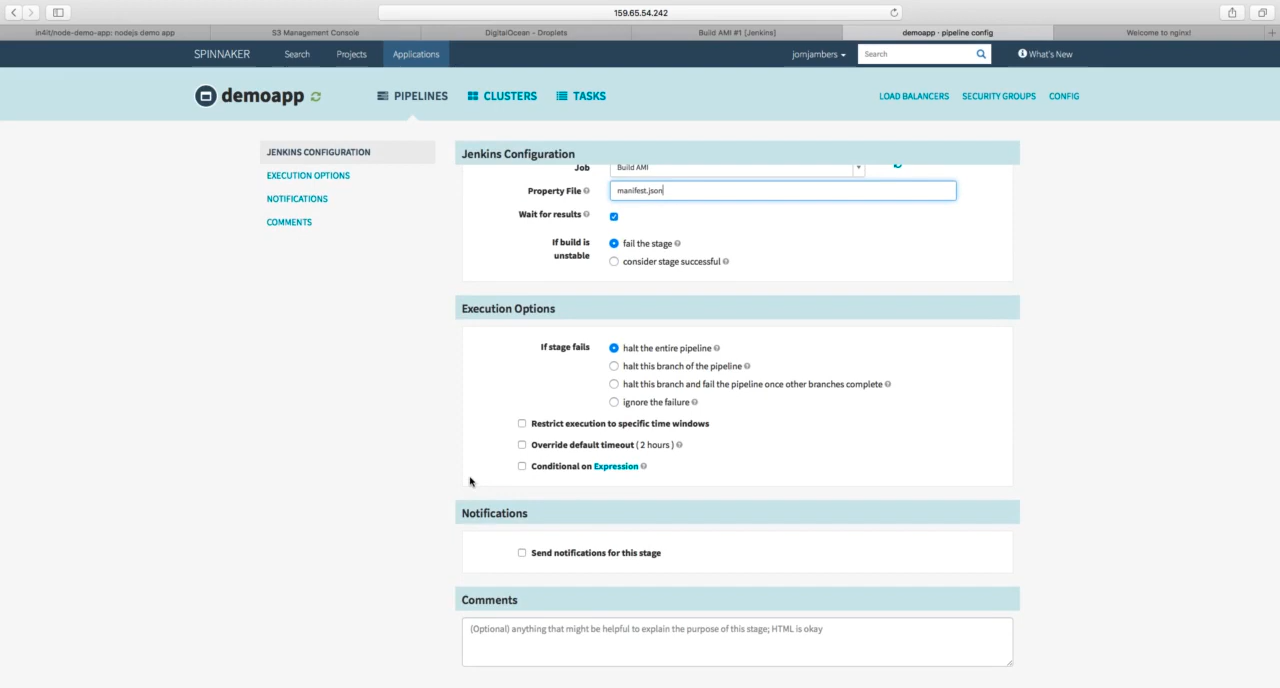 159.65.54.242
in4it/node-demo-app: nodejs demo app
S3 Management Console
DigitalOcean - Droplets
Build AMI #1 [Jenkins]
demoapp · pipeline config
Welcome to nginx!
SPINNAKER
Search
Projects
Applications
jornjambers
Search
What's New
demoapp
PIPELINES
CLUSTERS
TASKS
LOAD BALANCERS
SECURITY GROUPS
CONFIG
JENKINS CONFIGURATION
EXECUTION OPTIONS
NOTIFICATIONS
COMMENTS
Jenkins Configuration
Job
Build AMI
Property File
manifest.json
Wait for results
If build is
unstable
fail the stage
consider stage successful
Execution Options
If stage fails
halt the entire pipeline
halt this branch of the pipeline
halt this branch and fail the pipeline once other branches complete
ignore the failure
Restrict execution to specific time windows
Override default timeout ( 2 hours )
Conditional on Expression
Notifications
Send notifications for this stage
Comments
(Optional) anything that might be helpful to explain the purpose of this stage; HTML is okay